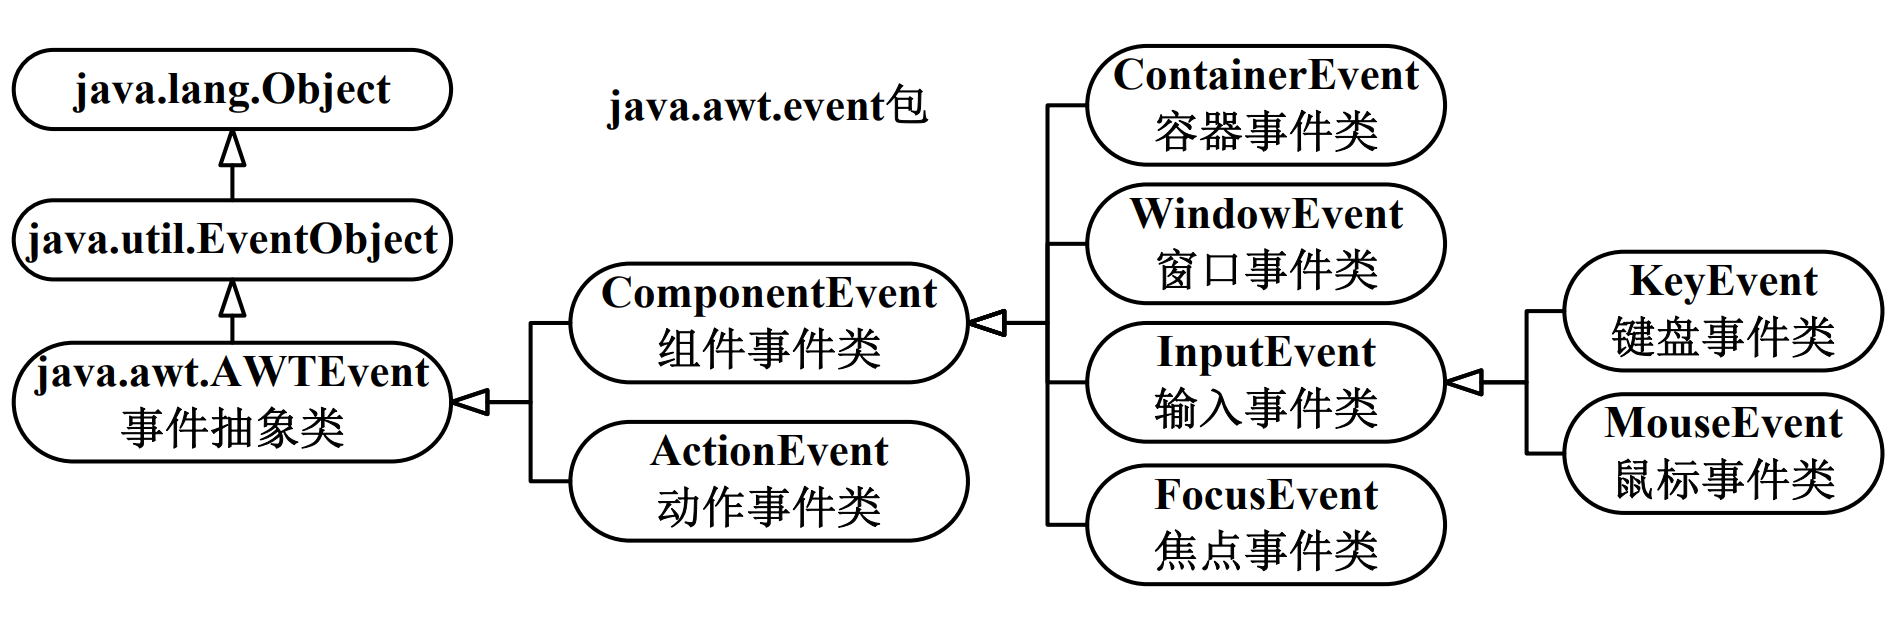 java.lang.Object
java.util.EventObject
java.awt.AWTEvent
事件抽象类
java.awt.event包
ComponentEvent
组件事件类
ActionEvent
动作事件类
ContainerEvent
容器事件类
WindowEvent
窗口事件类
InputEvent
输入事件类
FocusEvent
焦点事件类
KeyEvent
键盘事件类
MouseEvent
鼠标事件类